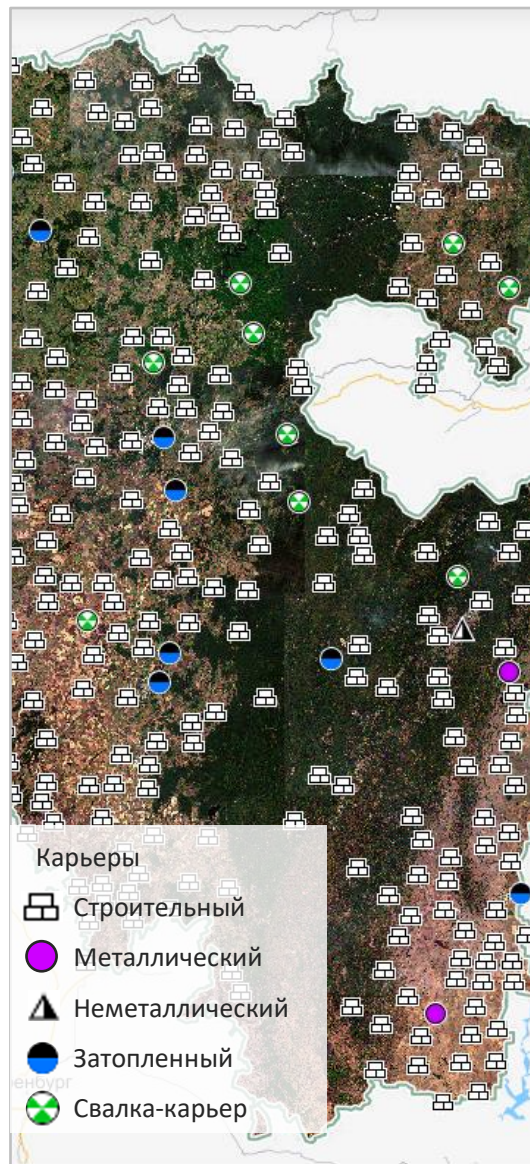 Карьеры
Строительный
Металлический
Неметаллический
Затопленный
Свалка-карьер